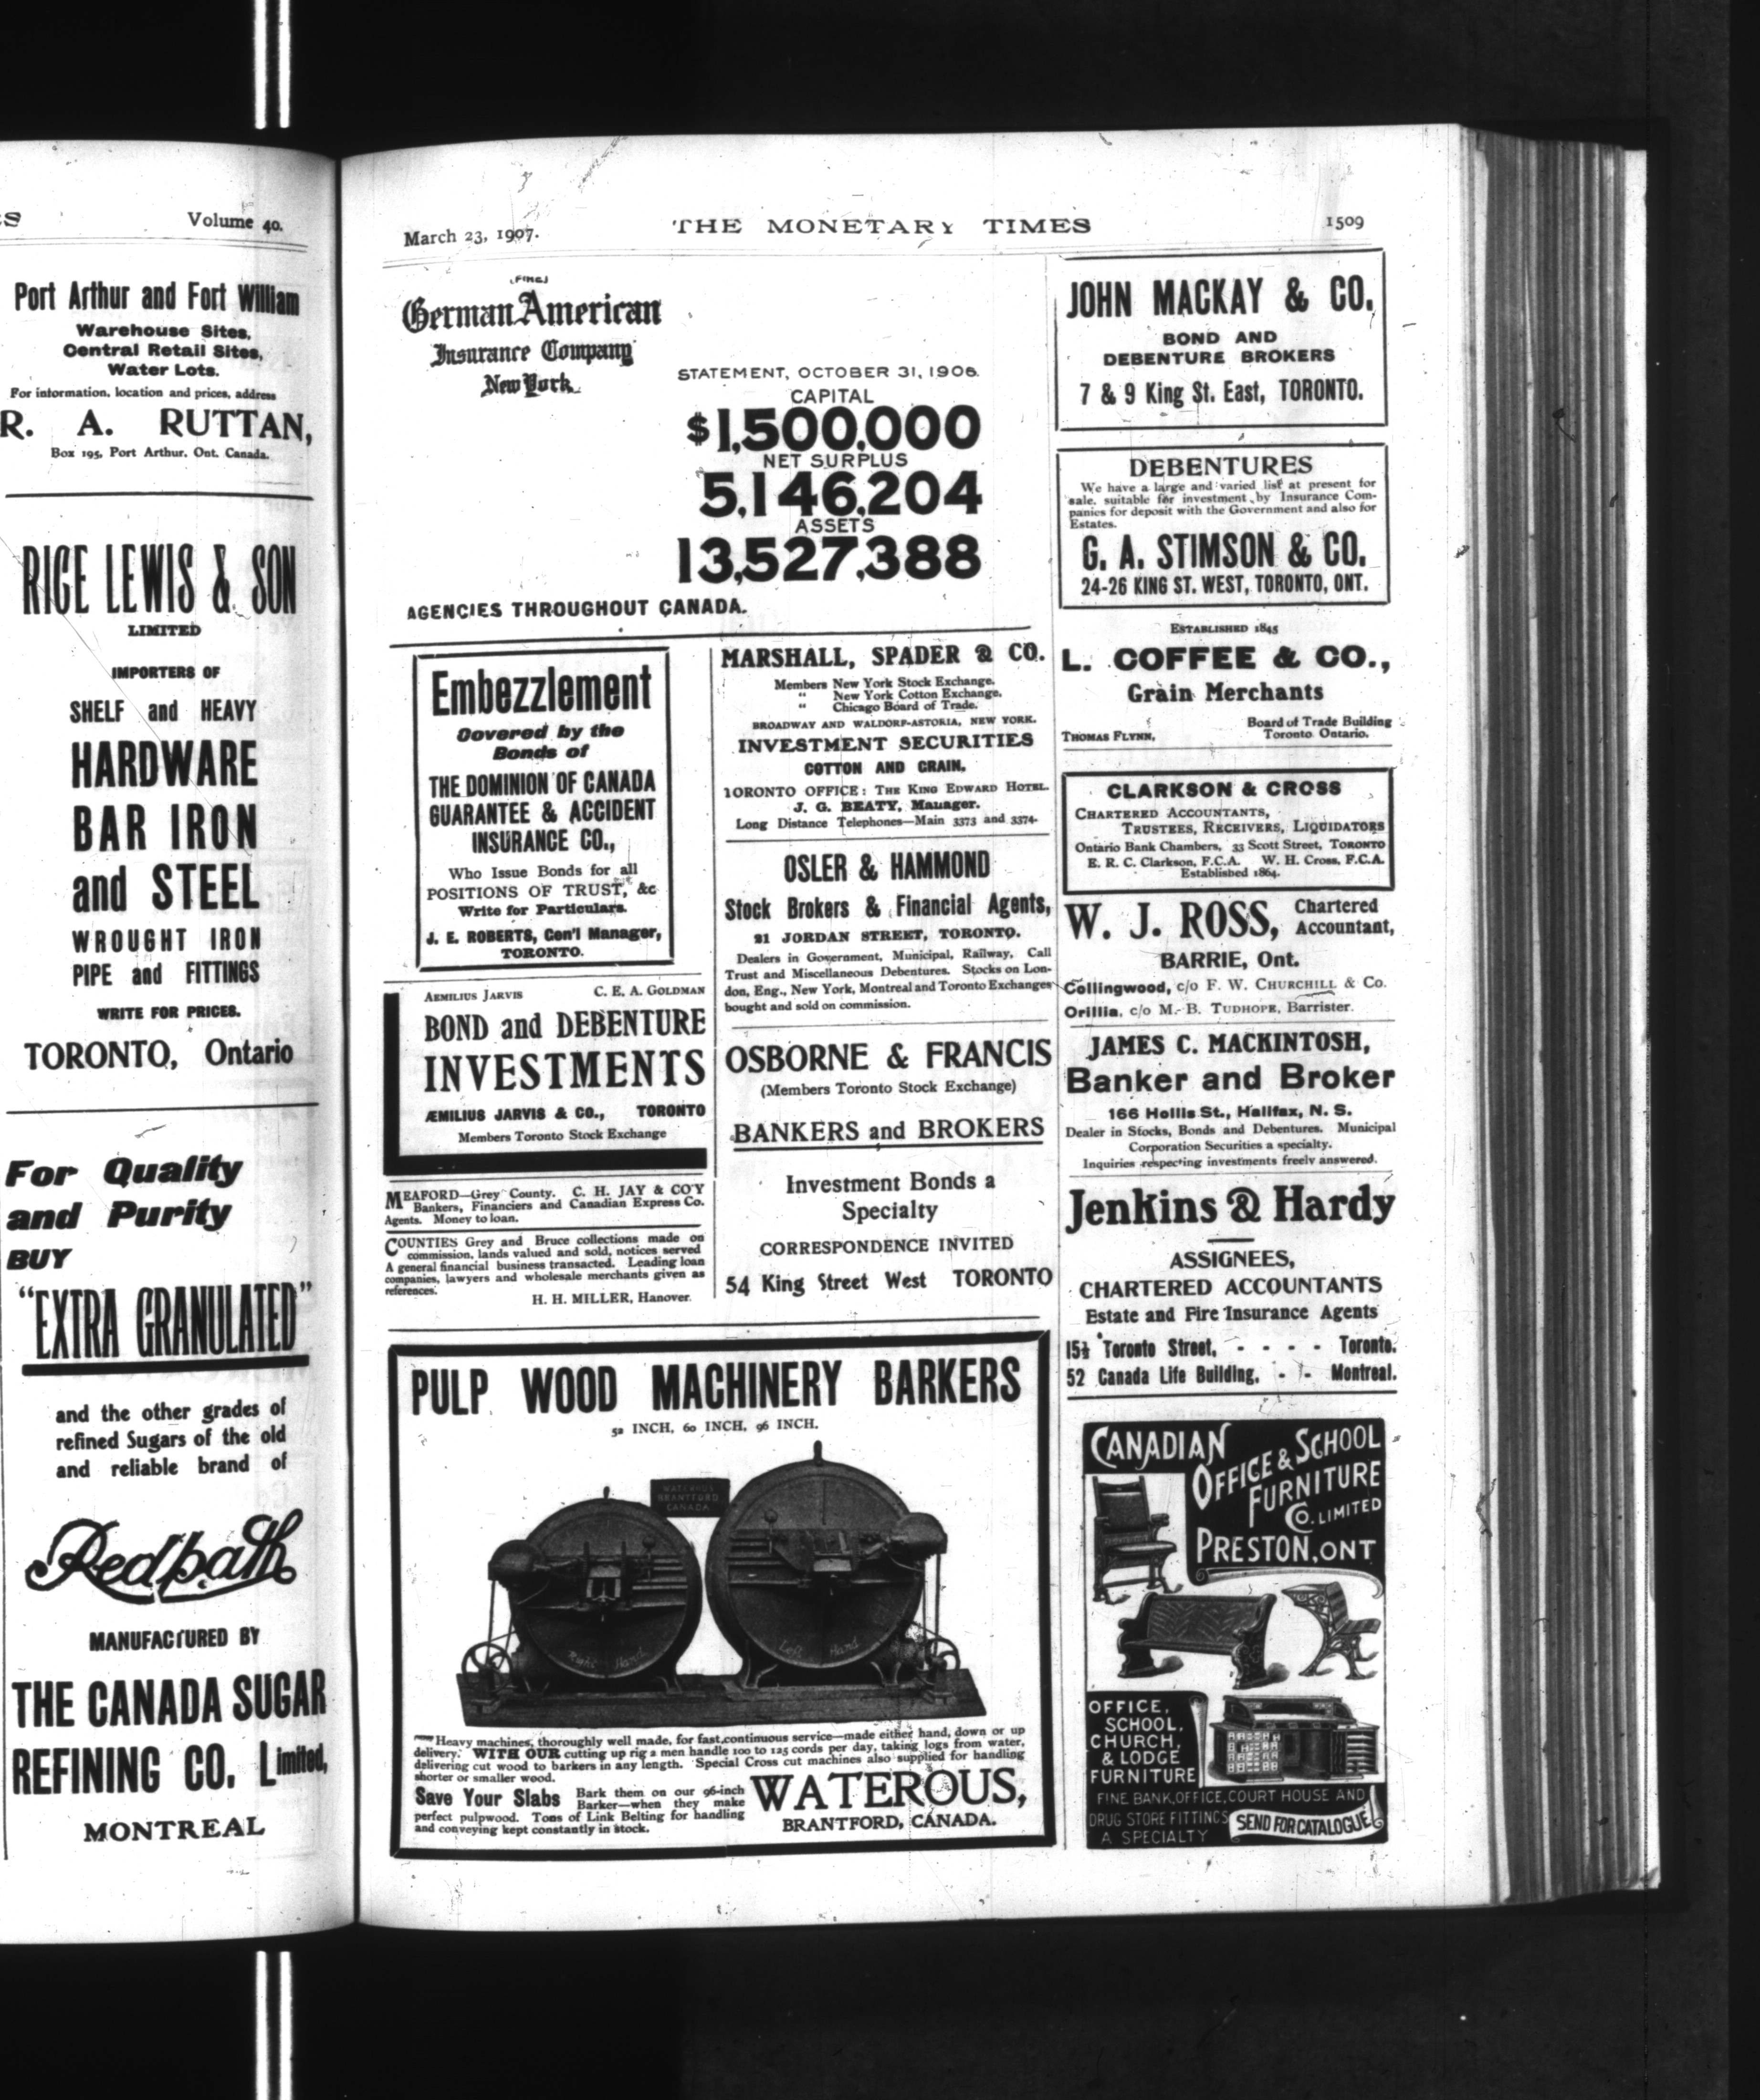 ES Volume 40.
Port Arthur and Fort William
Warehouse Sites,
Central Retail Sites,
Water Lots.
For information, location and prices, address
R. A. RUTTAN,
Box 195, Port Arthur, Ont. Canada.
RICE LEWIS & SON
LIMITED
IMPORTERS OF
SHELF and HEAVY
HARDWARE
BAR IRON
and STEEL
WROUGHT IRON
PIPE and FITTINGS
WRITE FOR PRICES.
TORONTO, Ontario
For Quality
and Purity
BUY
"EXTRA GRANULATED"
and the other grades of
refined Sugars of the old
and reliable brand of
Redpath
MANUFACTURED BY
THE CANADA SUGAR
REFINING CO. Limited,
MONTREAL
March 23, 1907. THE MONETARY TIMES 1509
(FIRE)
German American
Insurance Company
New York
STATEMENT, OCTOBER 31, 1906.
CAPITAL
$1,500,000
NET SURPLUS
5,146,204
ASSETS
13,527,388
AGENCIES THROUGHOUT CANADA.
Embezzlement
Covered by the
Bonds of
THE DOMINION OF CANADA
GUARANTEE & ACCIDENT
INSURANCE CO.,
Who Issue Bonds for all
POSITIONS OF TRUST, &c
Write for Particulars.
J. E. ROBERTS, Gen'l Manager,
TORONTO.
AEMILIUS JARVIS C. E. A. GOLDMAN
BOND and DEBENTURE
INVESTMENTS
ÆMILIUS JARVIS & CO., TORONTO
Members Toronto Stock Exchange
MEAFORD—Grey County. C. H. JAY & CO'Y
Bankers, Financiers and Canadian Express Co.
Agents. Money to loan.
COUNTIES Grey and Bruce collections made on
commission, lands valued and sold, notices served
A general financial business transacted. Leading loan
companies, lawyers and wholesale merchants given as
references.
H. H. MILLER, Hanover.
MARSHALL, SPADER & CO.
Members New York Stock Exchange.
" New York Cotton Exchange.
" Chicago Board of Trade.
BROADWAY AND WALDORF-ASTORIA, NEW YORK.
INVESTMENT SECURITIES
COTTON AND GRAIN.
TORONTO OFFICE: THE KING EDWARD HOTEL.
J. G. BEATY, Manager.
Long Distance Telephones—Main 3373 and 3374.
OSLER & HAMMOND
Stock Brokers & Financial Agents,
21 JORDAN STREET, TORONTO.
Dealers in Government, Municipal, Railway, Call
Trust and Miscellaneous Debentures. Stocks on Lon-
don, Eng., New York, Montreal and Toronto Exchanges
bought and sold on commission.
OSBORNE & FRANCIS
(Members Toronto Stock Exchange)
BANKERS and BROKERS
Investment Bonds a
Specialty
CORRESPONDENCE INVITED
54 King Street West TORONTO
JOHN MACKAY & CO.
BOND AND
DEBENTURE BROKERS
7 & 9 King St. East, TORONTO.
DEBENTURES
We have a large and varied list at present for
sale, suitable for investment by Insurance Com-
panies for deposit with the Government and also for
Estates.
G. A. STIMSON & CO.
24-26 KING ST. WEST, TORONTO, ONT.
ESTABLISHED 1845
L. COFFEE & CO.,
Grain Merchants
THOMAS FLYNN, Board of Trade Building
Toronto Ontario.
CLARKSON & CROSS
CHARTERED ACCOUNTANTS,
TRUSTEES, RECEIVERS, LIQUIDATORS
Ontario Bank Chambers, 33 Scott Street, TORONTO
E. R. C. Clarkson, F.C.A. W. H. Cross, F.C.A.
Established 1864.
W. J. ROSS, Chartered
Accountant,
BARRIE, Ont.
Collingwood, c/o F. W. CHURCHILL & Co.
Orillia, c/o M. B. TUDHOPE, Barrister.
JAMES C. MACKINTOSH,
Banker and Broker
166 Hollis St., Halifax, N. S.
Dealer in Stocks, Bonds and Debentures. Municipal
Corporation Securities a specialty.
Inquiries respecting investments freely answered.
Jenkins & Hardy
ASSIGNEES,
CHARTERED ACCOUNTANTS
Estate and Fire Insurance Agents
15½ Toronto Street, - - - - Toronto.
52 Canada Life Building, - - Montreal.
PULP WOOD MACHINERY BARKERS
52 INCH, 60 INCH, 96 INCH.
WATEROUS
BRANTFORD
CANADA
Right Hand
Left Hand
Heavy machines, thoroughly well made, for fast continuous service—made either hand, down or up
delivery. WITH OUR cutting up rig 2 men handle 100 to 125 cords per day, taking logs from water,
delivering cut wood to barkers in any length. Special Cross cut machines also supplied for handling
shorter or smaller wood.
Save Your Slabs Bark them on our 96-inch
Barker—when they make
perfect pulpwood. Tons of Link Belting for handling
and conveying kept constantly in stock.
WATEROUS,
BRANTFORD, CANADA.
CANADIAN
OFFICE & SCHOOL
FURNITURE
CO. LIMITED
PRESTON, ONT
OFFICE,
SCHOOL,
CHURCH,
& LODGE
FURNITURE
FINE BANK, OFFICE, COURT HOUSE AND
DRUG STORE FITTINGS
A SPECIALTY
SEND FOR CATALOGUE